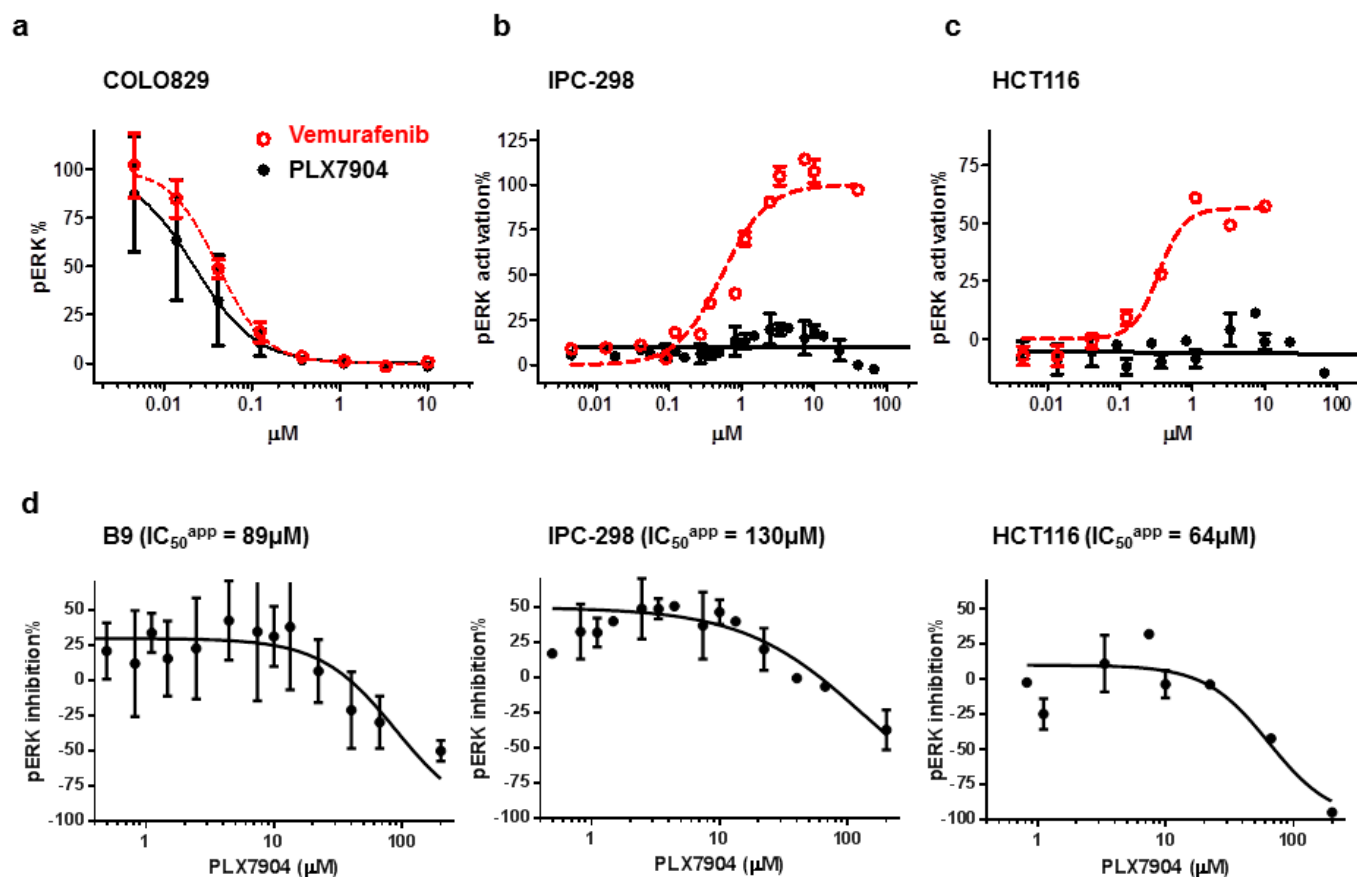 a
b
c
COLO829
IPC-298
HCT116
Vemurafenib
PLX7904
pERK%
100
75
50
25
0
0.01
0.1
1
10
μM
pERK activation%
125
100
75
50
25
0
0.01
0.1
1
10
100
μM
pERK activation%
75
50
25
0
0.01
0.1
1
10
100
μM
d
B9 (IC50app = 89μM)
IPC-298 (IC50app = 130μM)
HCT116 (IC50app = 64μM)
pERK inhibition%
50
25
0
-25
-50
-75
-100
1
10
100
PLX7904 (μM)
pERK inhibition%
50
25
0
-25
-50
-75
-100
1
10
100
PLX7904 (μM)
pERK inhibition%
50
25
0
-25
-50
-75
-100
1
10
100
PLX7904 (μM)